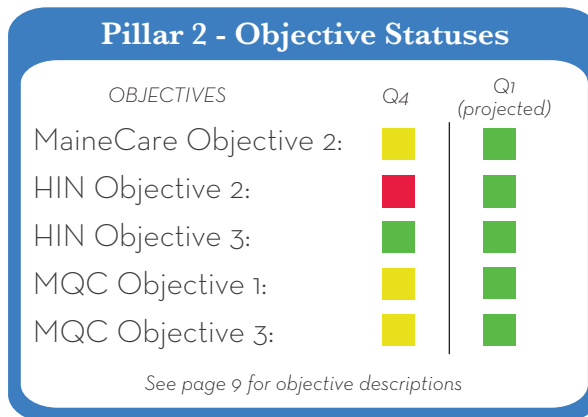 Pillar 2 - Objective Statuses
OBJECTIVES Q4 Q1 (projected)
MaineCare Objective 2:
HIN Objective 2:
HIN Objective 3:
MQC Objective 1:
MQC Objective 3:
See page 9 for objective descriptions